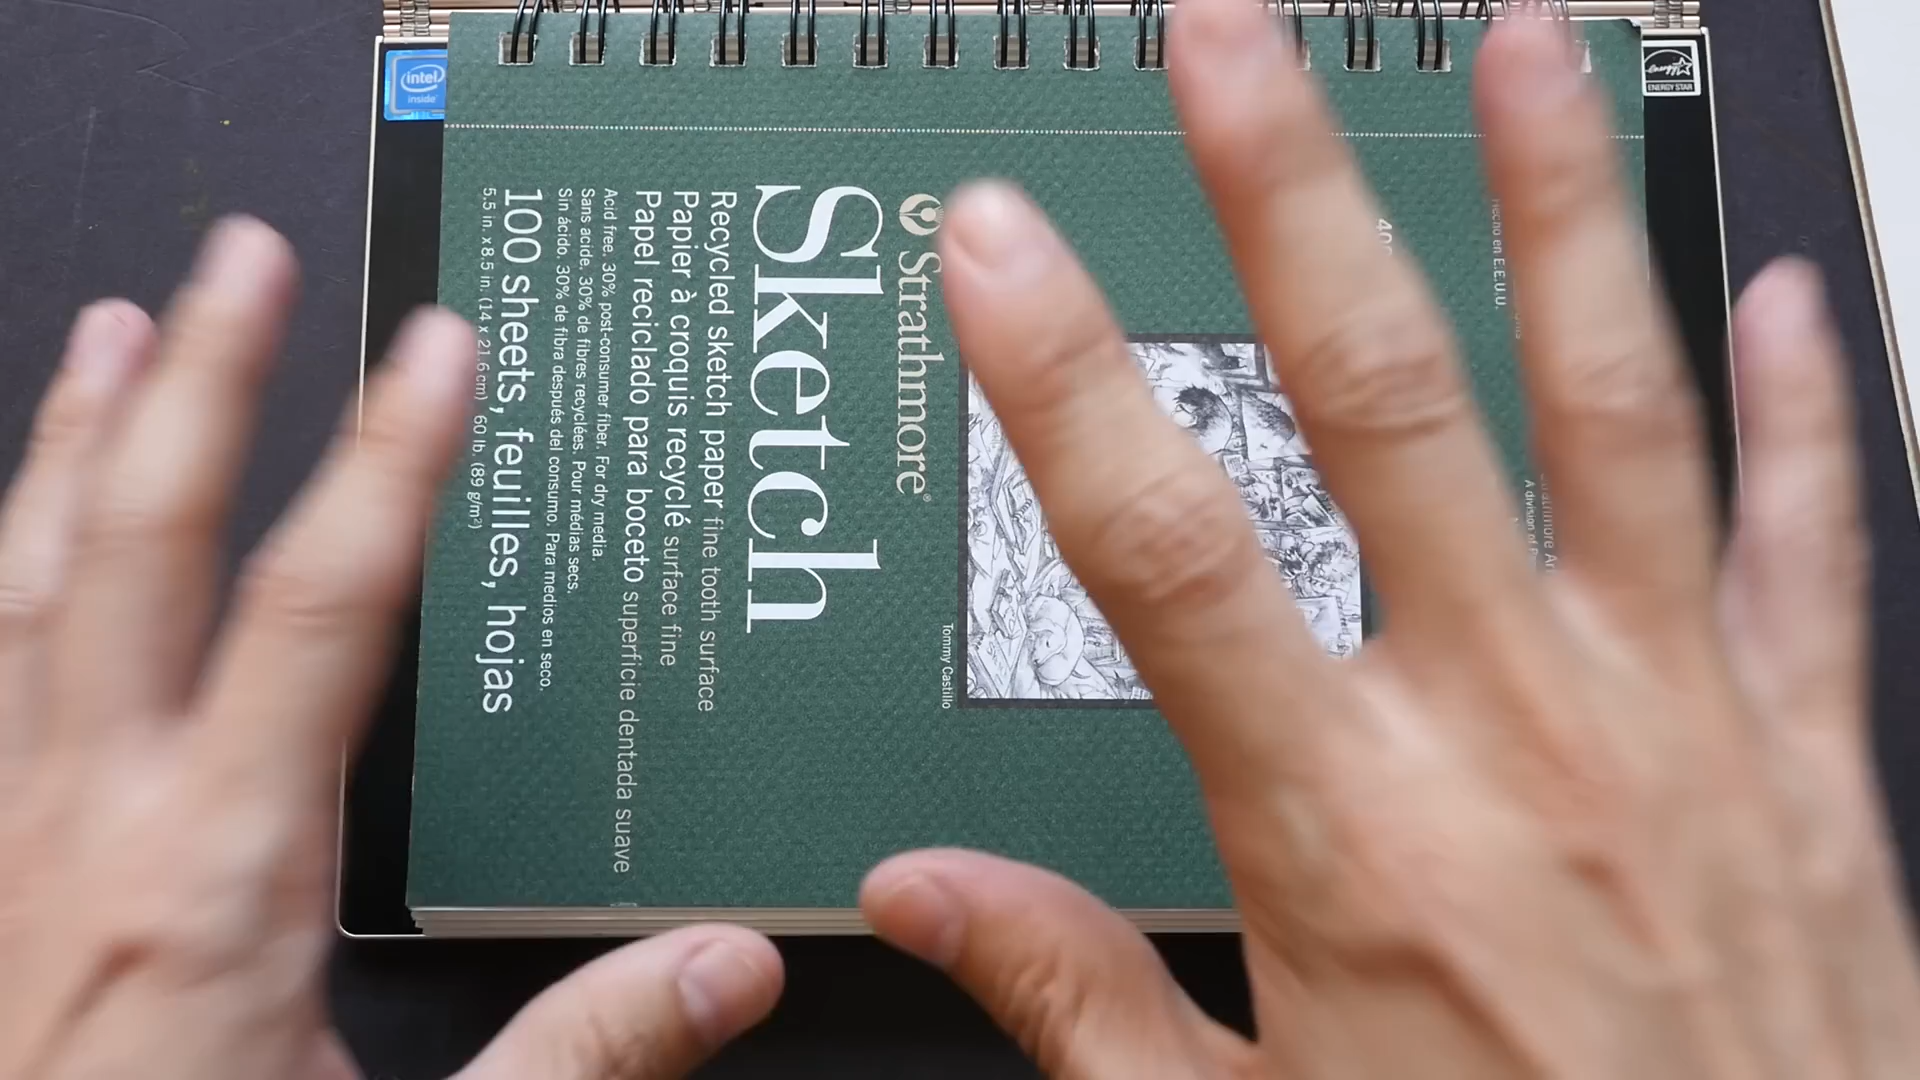 intel
inside
ENERGY STAR
Hecho en E.E.U.U.
A division of
Strathmore®
Tommy Castillo
Sketch
Recycled sketch paper fine tooth surface
Papier à croquis recyclé surface fine
Papel reciclado para boceto superficie dentada suave
Acid free. 30% post-consumer fiber. For dry media.
Sans acide. 30% de fibres recyclées. Pour médias secs.
Sin ácido. 30% de fibra después del consumo. Para medios en seco.
100 sheets, feuilles, hojas
5.5 in. x 8.5 in. (14 x 21.6 cm) 60 lb. (89 g/m²)